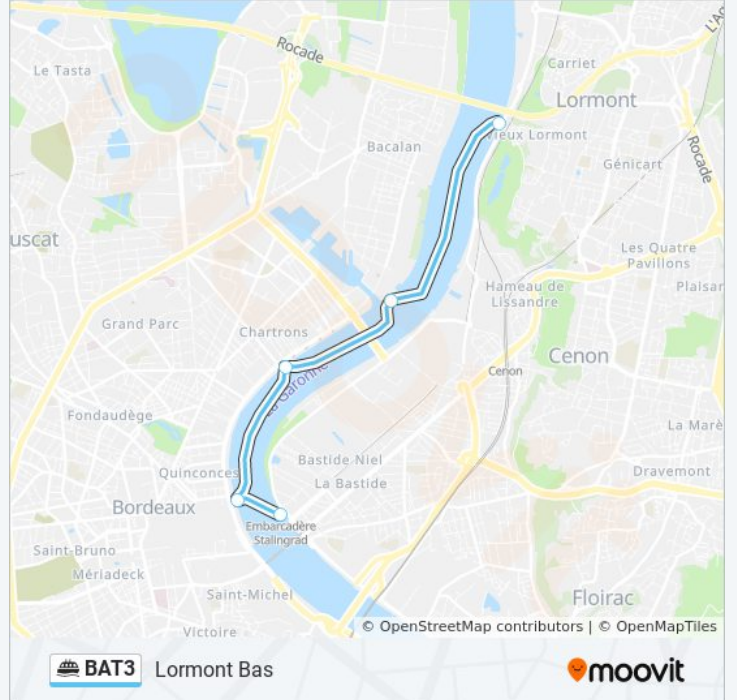 Rocade
L'A
Le Tasta
Carriet
Lormont
Vieux Lormont
Bacalan
Rocade
Génicart
uscat
Les Quatre
Pavillons
Hameau de
Lissandre
Plaisan
Grand Parc
Chartrons
La Garonne
Cenon
Cenon
Fondaudège
La Marè
Bastide Niel
Quinconces
La Bastide
Dravemont
Bordeaux
Embarcadère
Stalingrad
Saint-Bruno
Mériadeck
Saint-Michel
Floirac
Victoire
© OpenStreetMap contributors | © OpenMapTiles
BAT3 Lormont Bas
moovit